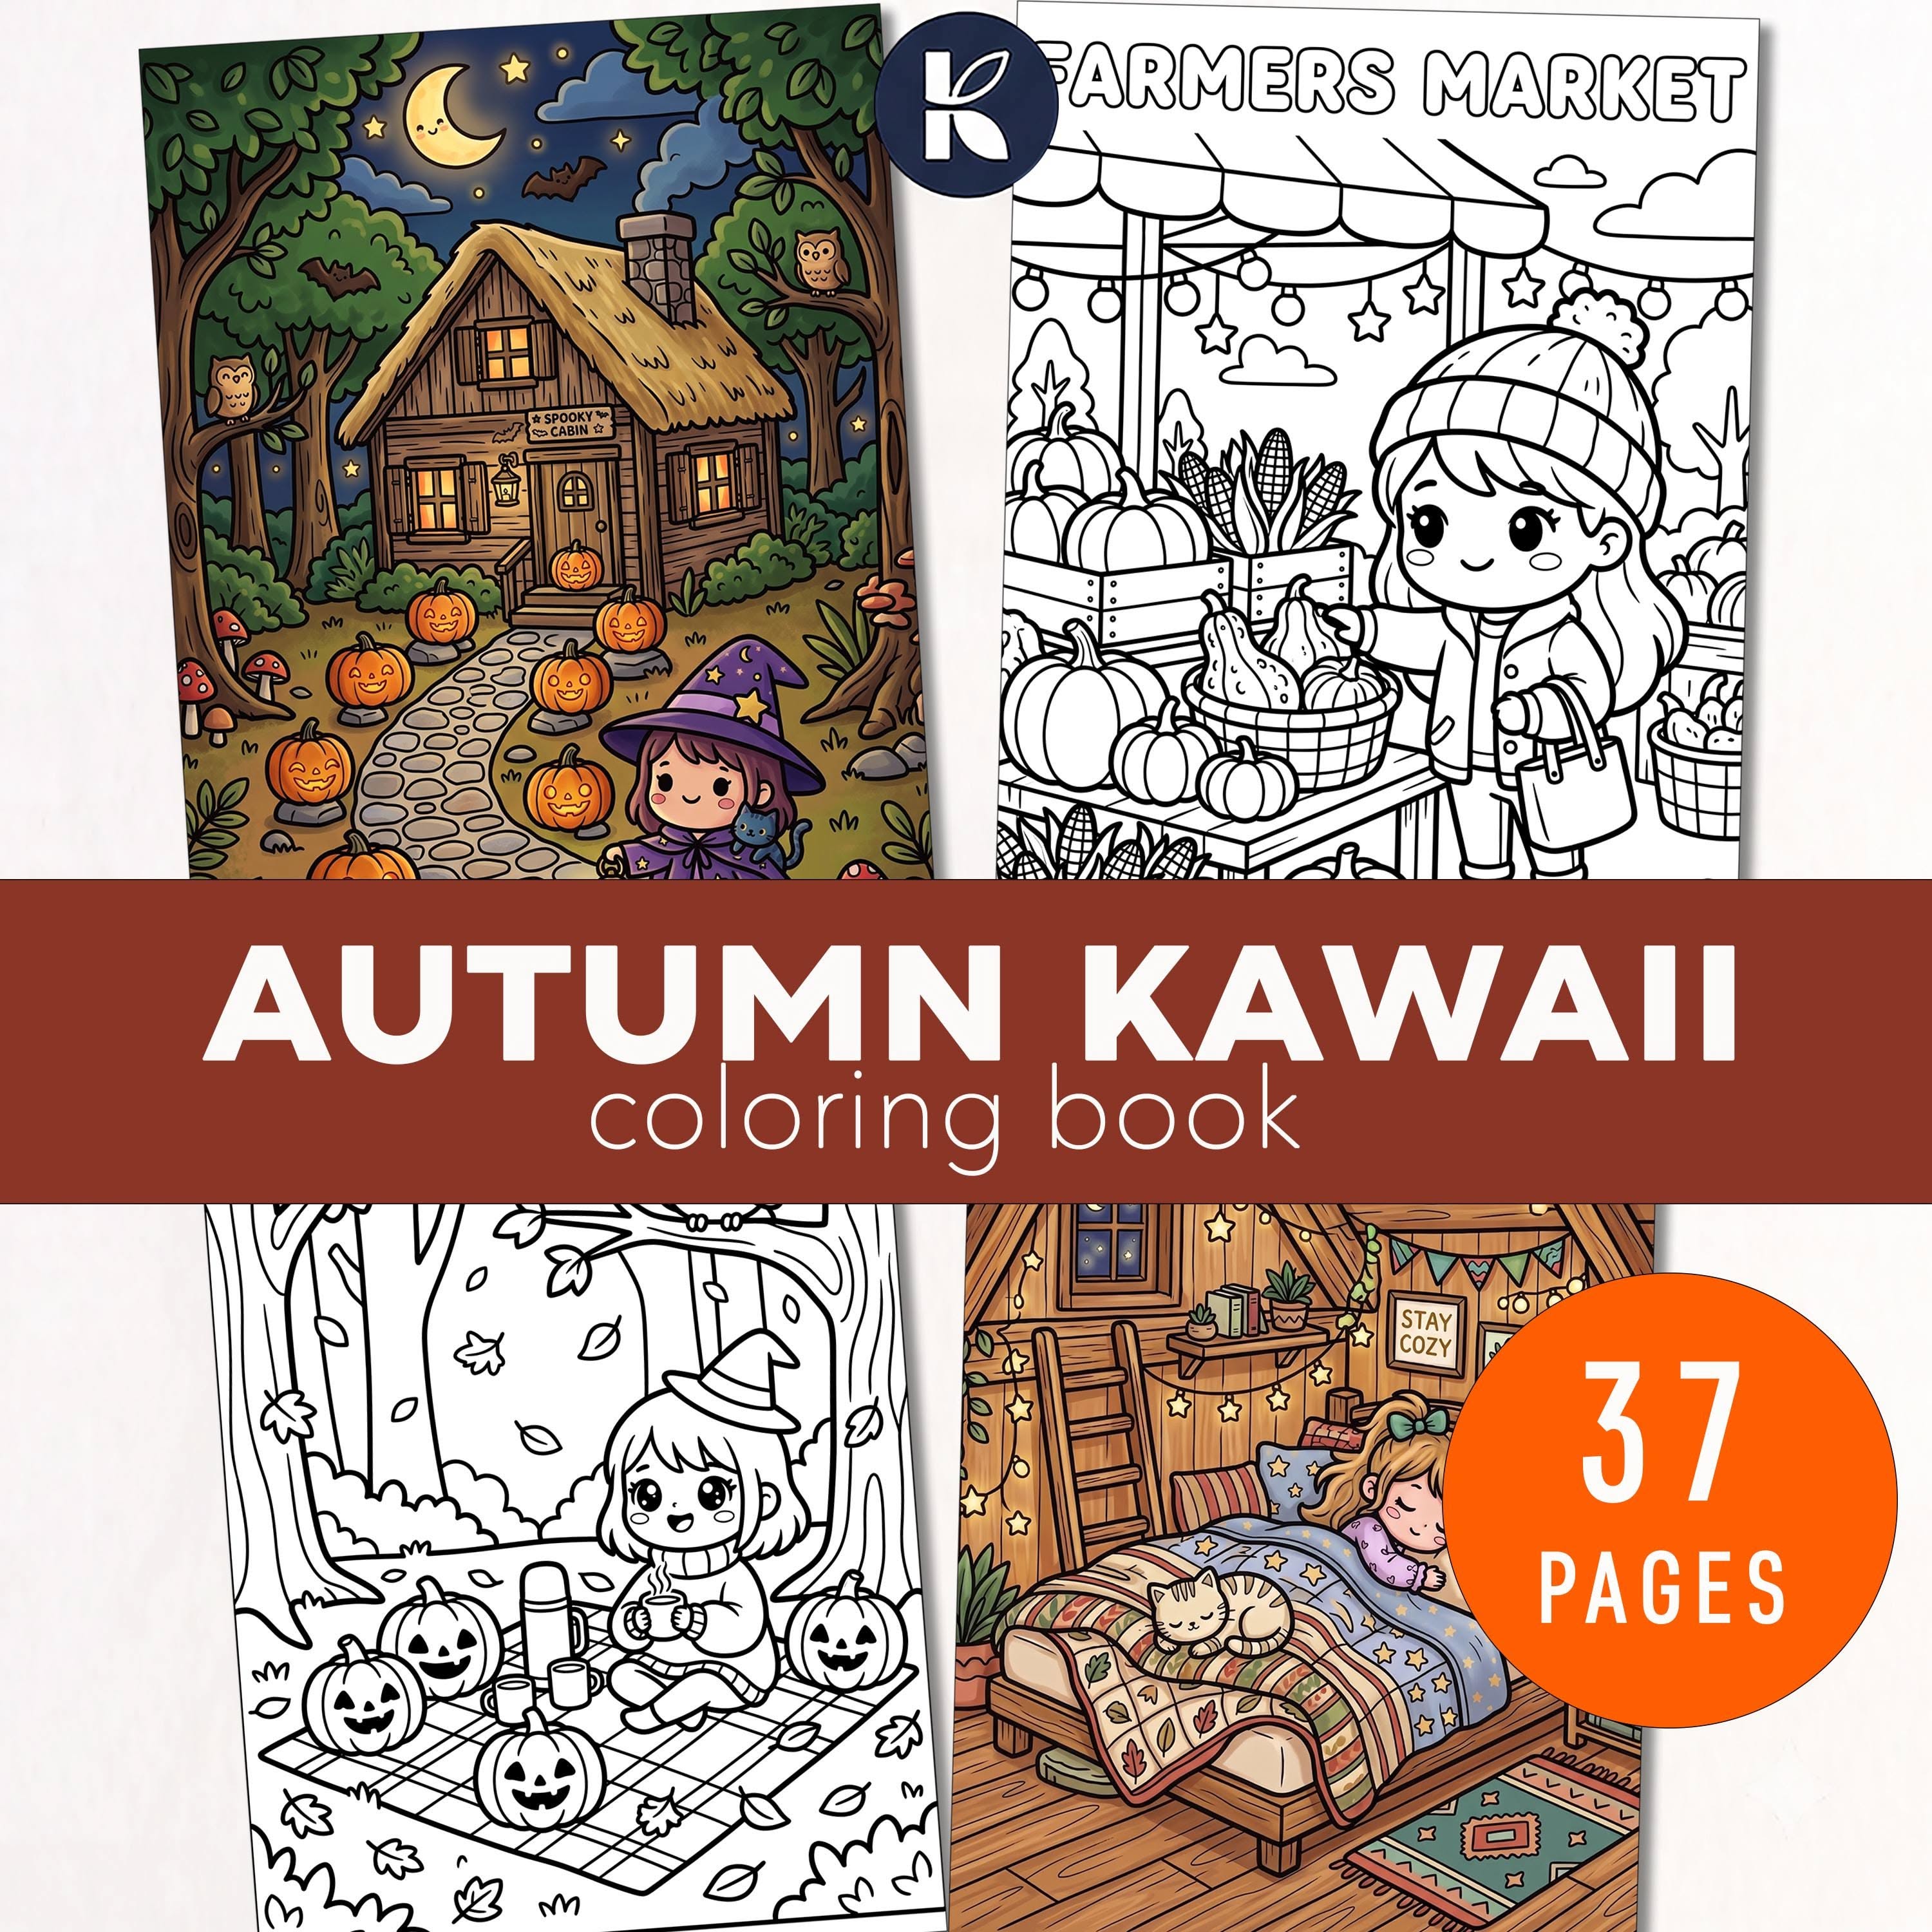 K
FARMERS MARKET
SPOOKY
CABIN
AUTUMN KAWAII
coloring book
STAY
COZY
37
PAGES